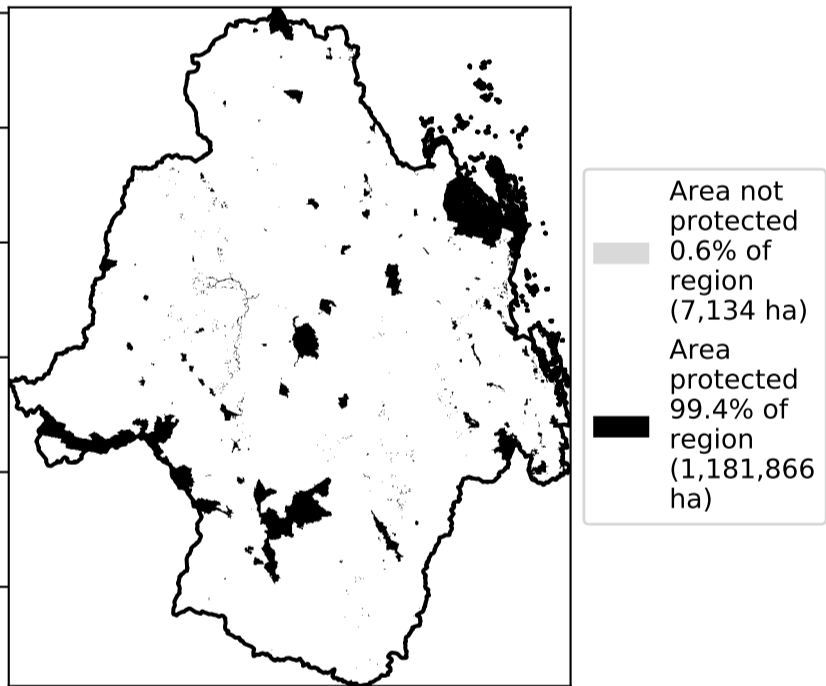 Area not
protected
0.6% of
region
(7,134 ha)
Area
protected
99.4% of
region
(1,181,866
ha)